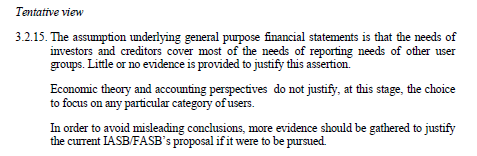 Tentative view
3.2.15. The assumption underlying general purpose financial statements is that the needs of
investors and creditors cover most of the needs of reporting needs of other user
groups. Little or no evidence is provided to justify this assertion.
Economic theory and accounting perspectives do not justify, at this stage, the choice
to focus on any particular category of users.
In order to avoid misleading conclusions, more evidence should be gathered to justify
the current IASB/FASB's proposal if it were to be pursued.